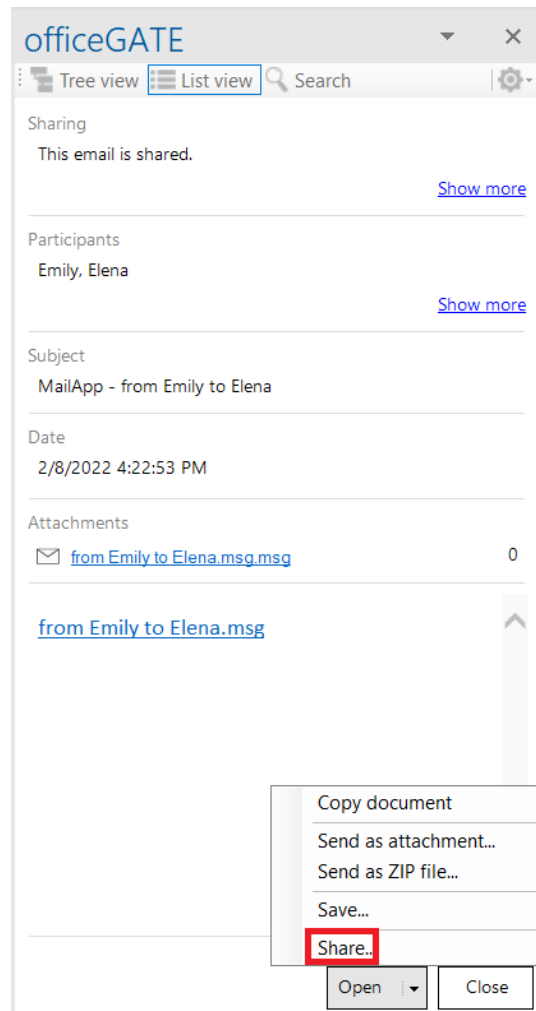 officeGATE
Tree view List view Search
Sharing
This email is shared.
Show more
Participants
Emily, Elena
Show more
Subject
MailApp - from Emily to Elena
Date
2/8/2022 4:22:53 PM
Attachments
from Emily to Elena.msg.msg 0
from Emily to Elena.msg
Copy document
Send as attachment...
Send as ZIP file...
Save...
Share..
Open Close